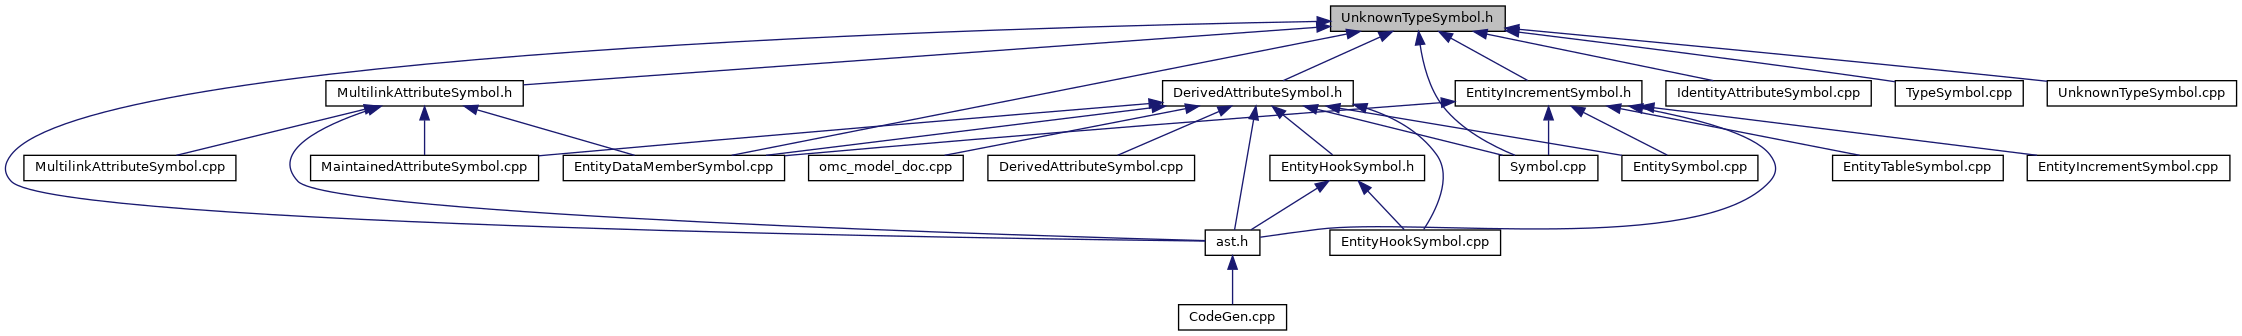 UnknownTypeSymbol.h
MultilinkAttributeSymbol.h
DerivedAttributeSymbol.h
EntityIncrementSymbol.h
IdentityAttributeSymbol.cpp
TypeSymbol.cpp
UnknownTypeSymbol.cpp
MultilinkAttributeSymbol.cpp
MaintainedAttributeSymbol.cpp
EntityDataMemberSymbol.cpp
omc_model_doc.cpp
DerivedAttributeSymbol.cpp
EntityHookSymbol.h
Symbol.cpp
EntitySymbol.cpp
EntityTableSymbol.cpp
EntityIncrementSymbol.cpp
ast.h
EntityHookSymbol.cpp
CodeGen.cpp